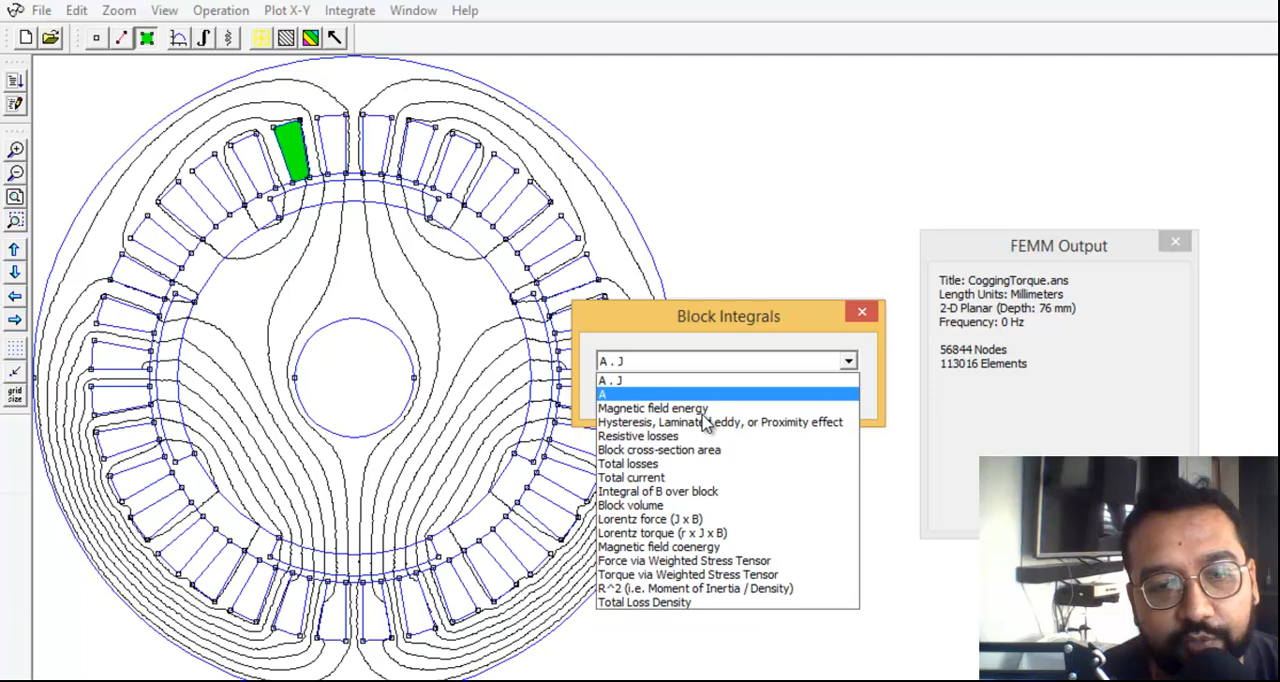 File Edit Zoom View Operation Plot X-Y Integrate Window Help
FEMM Output
Title: CoggingTorque.ans
Length Units: Millimeters
2-D Planar (Depth: 76 mm)
Frequency: 0 Hz
56844 Nodes
113016 Elements
Block Integrals
A . J
A . J
A
Magnetic field energy
Hysteresis, Laminated eddy, or Proximity effect
Resistive losses
Block cross-section area
Total losses
Total current
Integral of B over block
Block volume
Lorentz force (J x B)
Lorentz torque (r x J x B)
Magnetic field coenergy
Force via Weighted Stress Tensor
Torque via Weighted Stress Tensor
R^2 (i.e. Moment of Inertia / Density)
Total Loss Density
grid
size